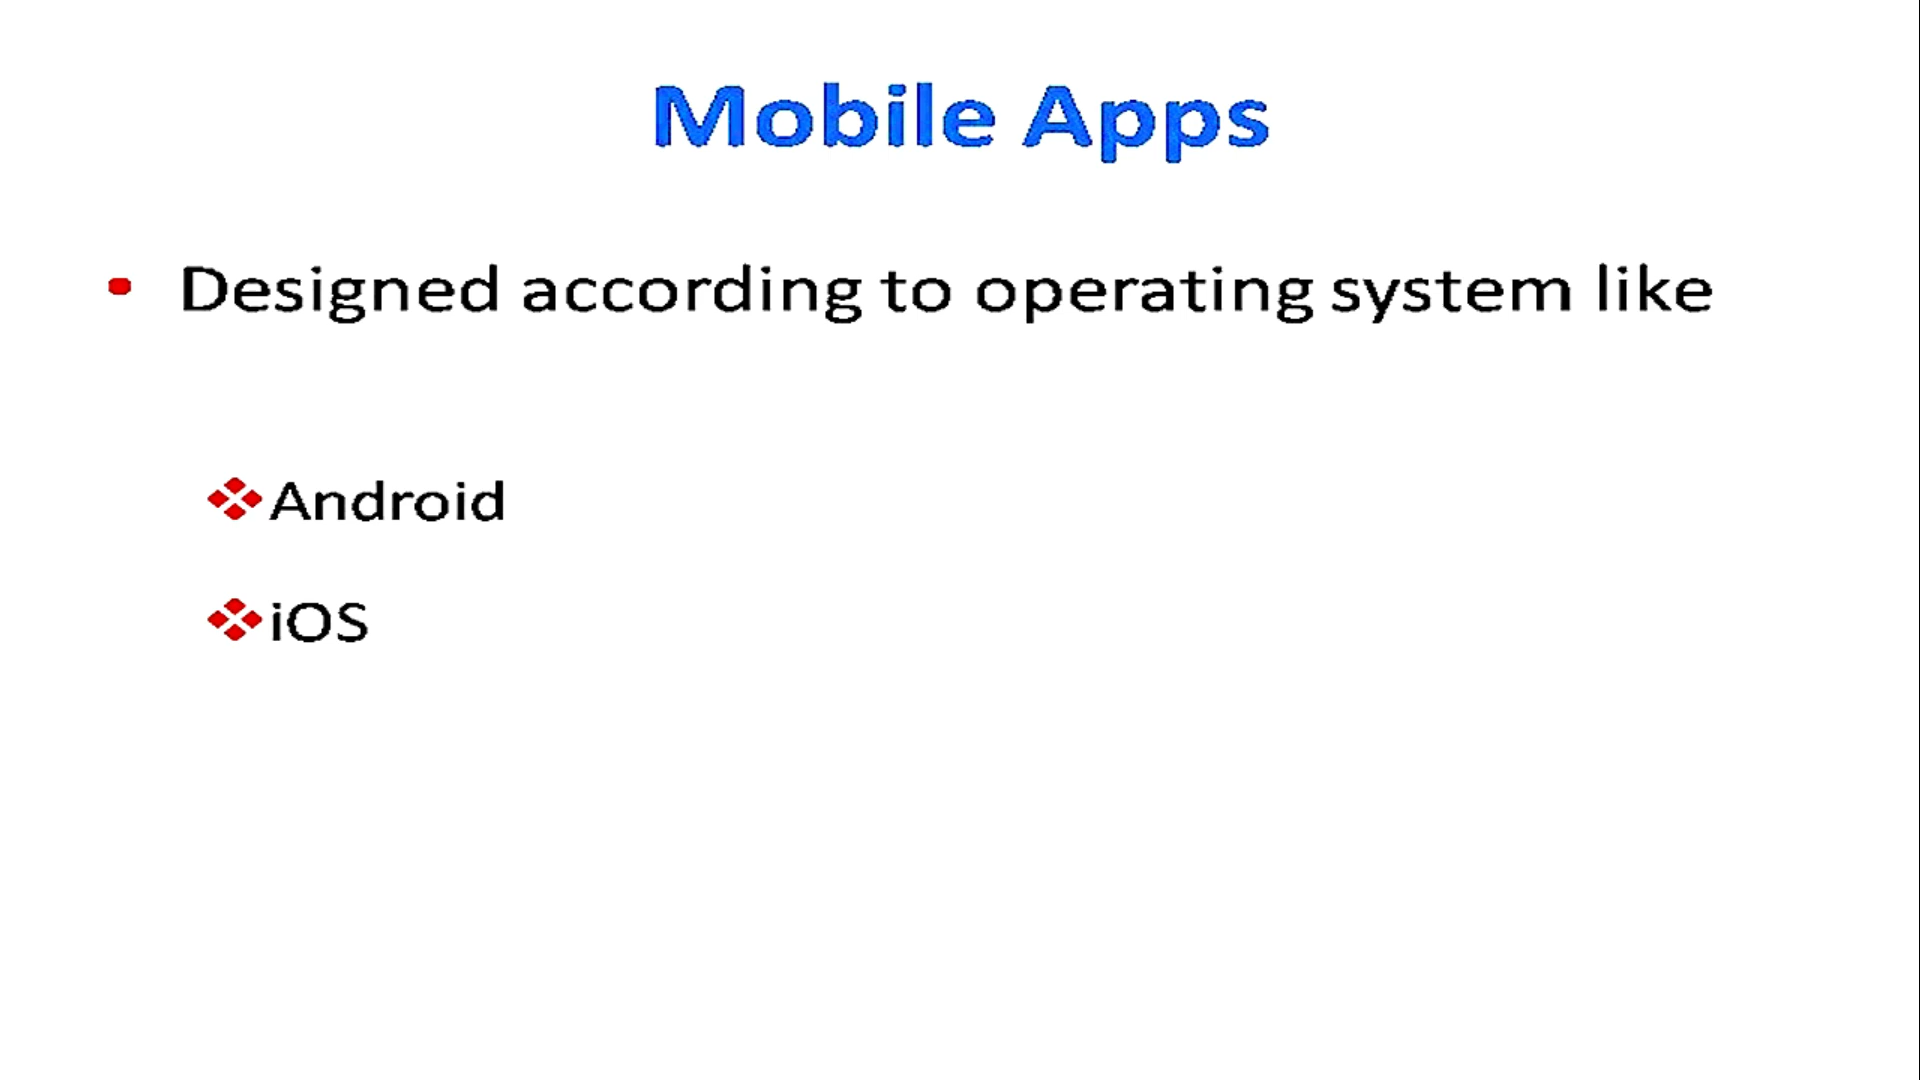 Mobile Apps
• Designed according to operating system like
❖Android
❖iOS